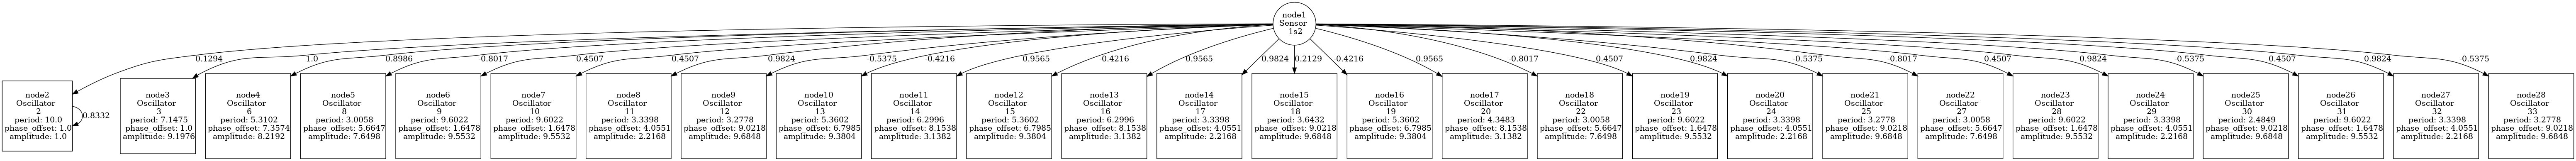 node1
Sensor
1s2
0.1294
1.0
0.8986
-0.8017
0.4507
0.4507
0.9824
-0.5375
-0.4216
0.9565
-0.4216
0.9565
0.9824
0.2129
-0.4216
0.9565
-0.8017
0.4507
0.9824
-0.5375
-0.8017
0.4507
0.9824
-0.5375
0.4507
0.9824
-0.5375
node2
Oscillator
2
period: 10.0
phase_offset: 1.0
amplitude: 1.0
0.8332
node3
Oscillator
3
period: 7.1475
phase_offset: 1.0
amplitude: 9.1976
node4
Oscillator
6
period: 5.3102
phase_offset: 7.3574
amplitude: 8.2192
node5
Oscillator
8
period: 3.0058
phase_offset: 5.6647
amplitude: 7.6498
node6
Oscillator
9
period: 9.6022
phase_offset: 1.6478
amplitude: 9.5532
node7
Oscillator
10
period: 9.6022
phase_offset: 1.6478
amplitude: 9.5532
node8
Oscillator
11
period: 3.3398
phase_offset: 4.0551
amplitude: 2.2168
node9
Oscillator
12
period: 3.2778
phase_offset: 9.0218
amplitude: 9.6848
node10
Oscillator
13
period: 5.3602
phase_offset: 6.7985
amplitude: 9.3804
node11
Oscillator
14
period: 6.2996
phase_offset: 8.1538
amplitude: 3.1382
node12
Oscillator
15
period: 5.3602
phase_offset: 6.7985
amplitude: 9.3804
node13
Oscillator
16
period: 6.2996
phase_offset: 8.1538
amplitude: 3.1382
node14
Oscillator
17
period: 3.3398
phase_offset: 4.0551
amplitude: 2.2168
node15
Oscillator
18
period: 3.6432
phase_offset: 9.0218
amplitude: 9.6848
node16
Oscillator
19
period: 5.3602
phase_offset: 6.7985
amplitude: 9.3804
node17
Oscillator
20
period: 4.3483
phase_offset: 8.1538
amplitude: 3.1382
node18
Oscillator
22
period: 3.0058
phase_offset: 5.6647
amplitude: 7.6498
node19
Oscillator
23
period: 9.6022
phase_offset: 1.6478
amplitude: 9.5532
node20
Oscillator
24
period: 3.3398
phase_offset: 4.0551
amplitude: 2.2168
node21
Oscillator
25
period: 3.2778
phase_offset: 9.0218
amplitude: 9.6848
node22
Oscillator
27
period: 3.0058
phase_offset: 5.6647
amplitude: 7.6498
node23
Oscillator
28
period: 9.6022
phase_offset: 1.6478
amplitude: 9.5532
node24
Oscillator
29
period: 3.3398
phase_offset: 4.0551
amplitude: 2.2168
node25
Oscillator
30
period: 2.4849
phase_offset: 9.0218
amplitude: 9.6848
node26
Oscillator
31
period: 9.6022
phase_offset: 1.6478
amplitude: 9.5532
node27
Oscillator
32
period: 3.3398
phase_offset: 4.0551
amplitude: 2.2168
node28
Oscillator
33
period: 3.2778
phase_offset: 9.0218
amplitude: 9.6848